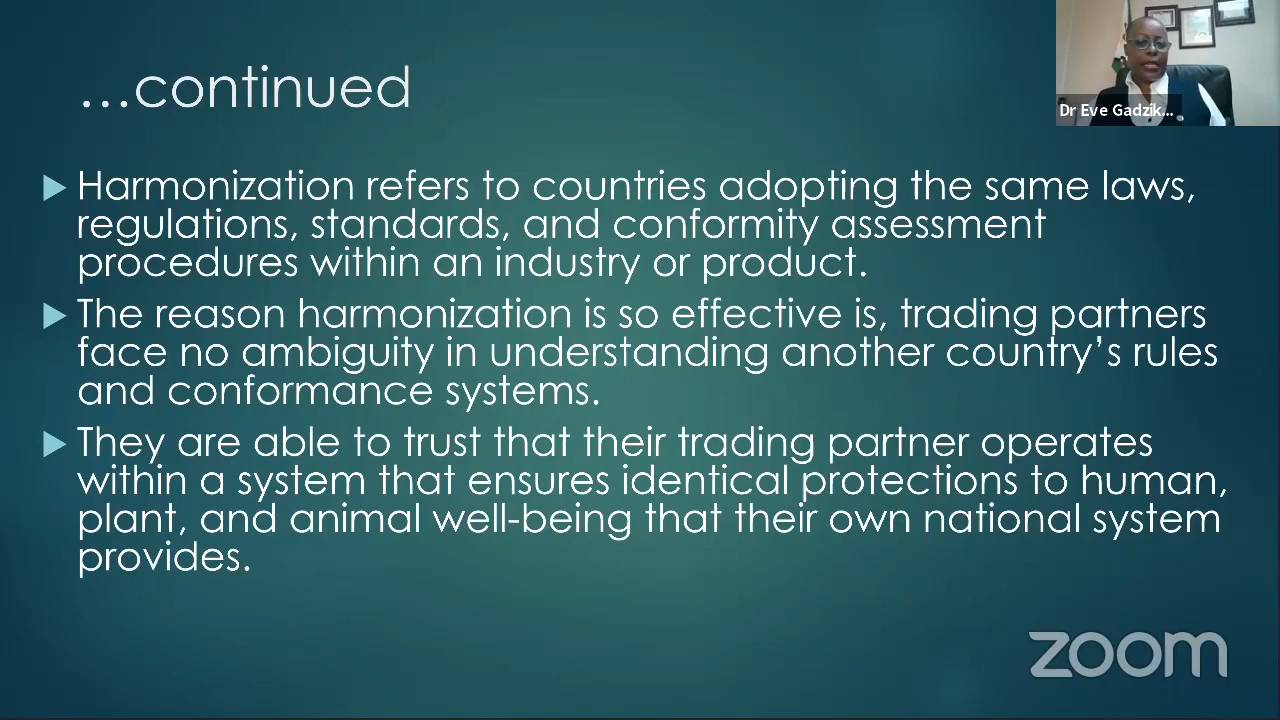 ...continued
Dr Eve Gadzik...
Harmonization refers to countries adopting the same laws,
regulations, standards, and conformity assessment
procedures within an industry or product.
The reason harmonization is so effective is, trading partners
face no ambiguity in understanding another country's rules
and conformance systems.
They are able to trust that their trading partner operates
within a system that ensures identical protections to human,
plant, and animal well-being that their own national system
provides.
zoom